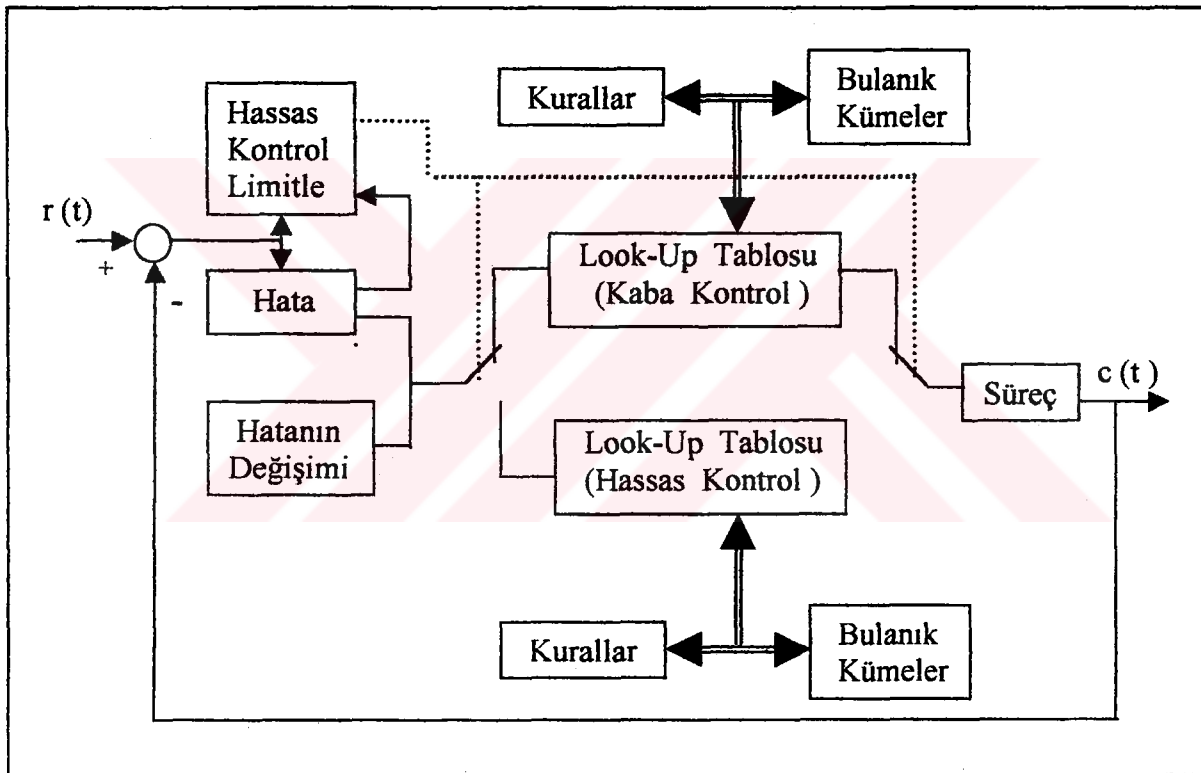 Hassas
Kontrol
Limitle
Kurallar
Bulanık
Kümeler
r (t)
+
-
Hata
Look-Up Tablosu
(Kaba Kontrol )
Hatanın
Değişimi
Look-Up Tablosu
(Hassas Kontrol )
Süreç
c (t )
Kurallar
Bulanık
Kümeler